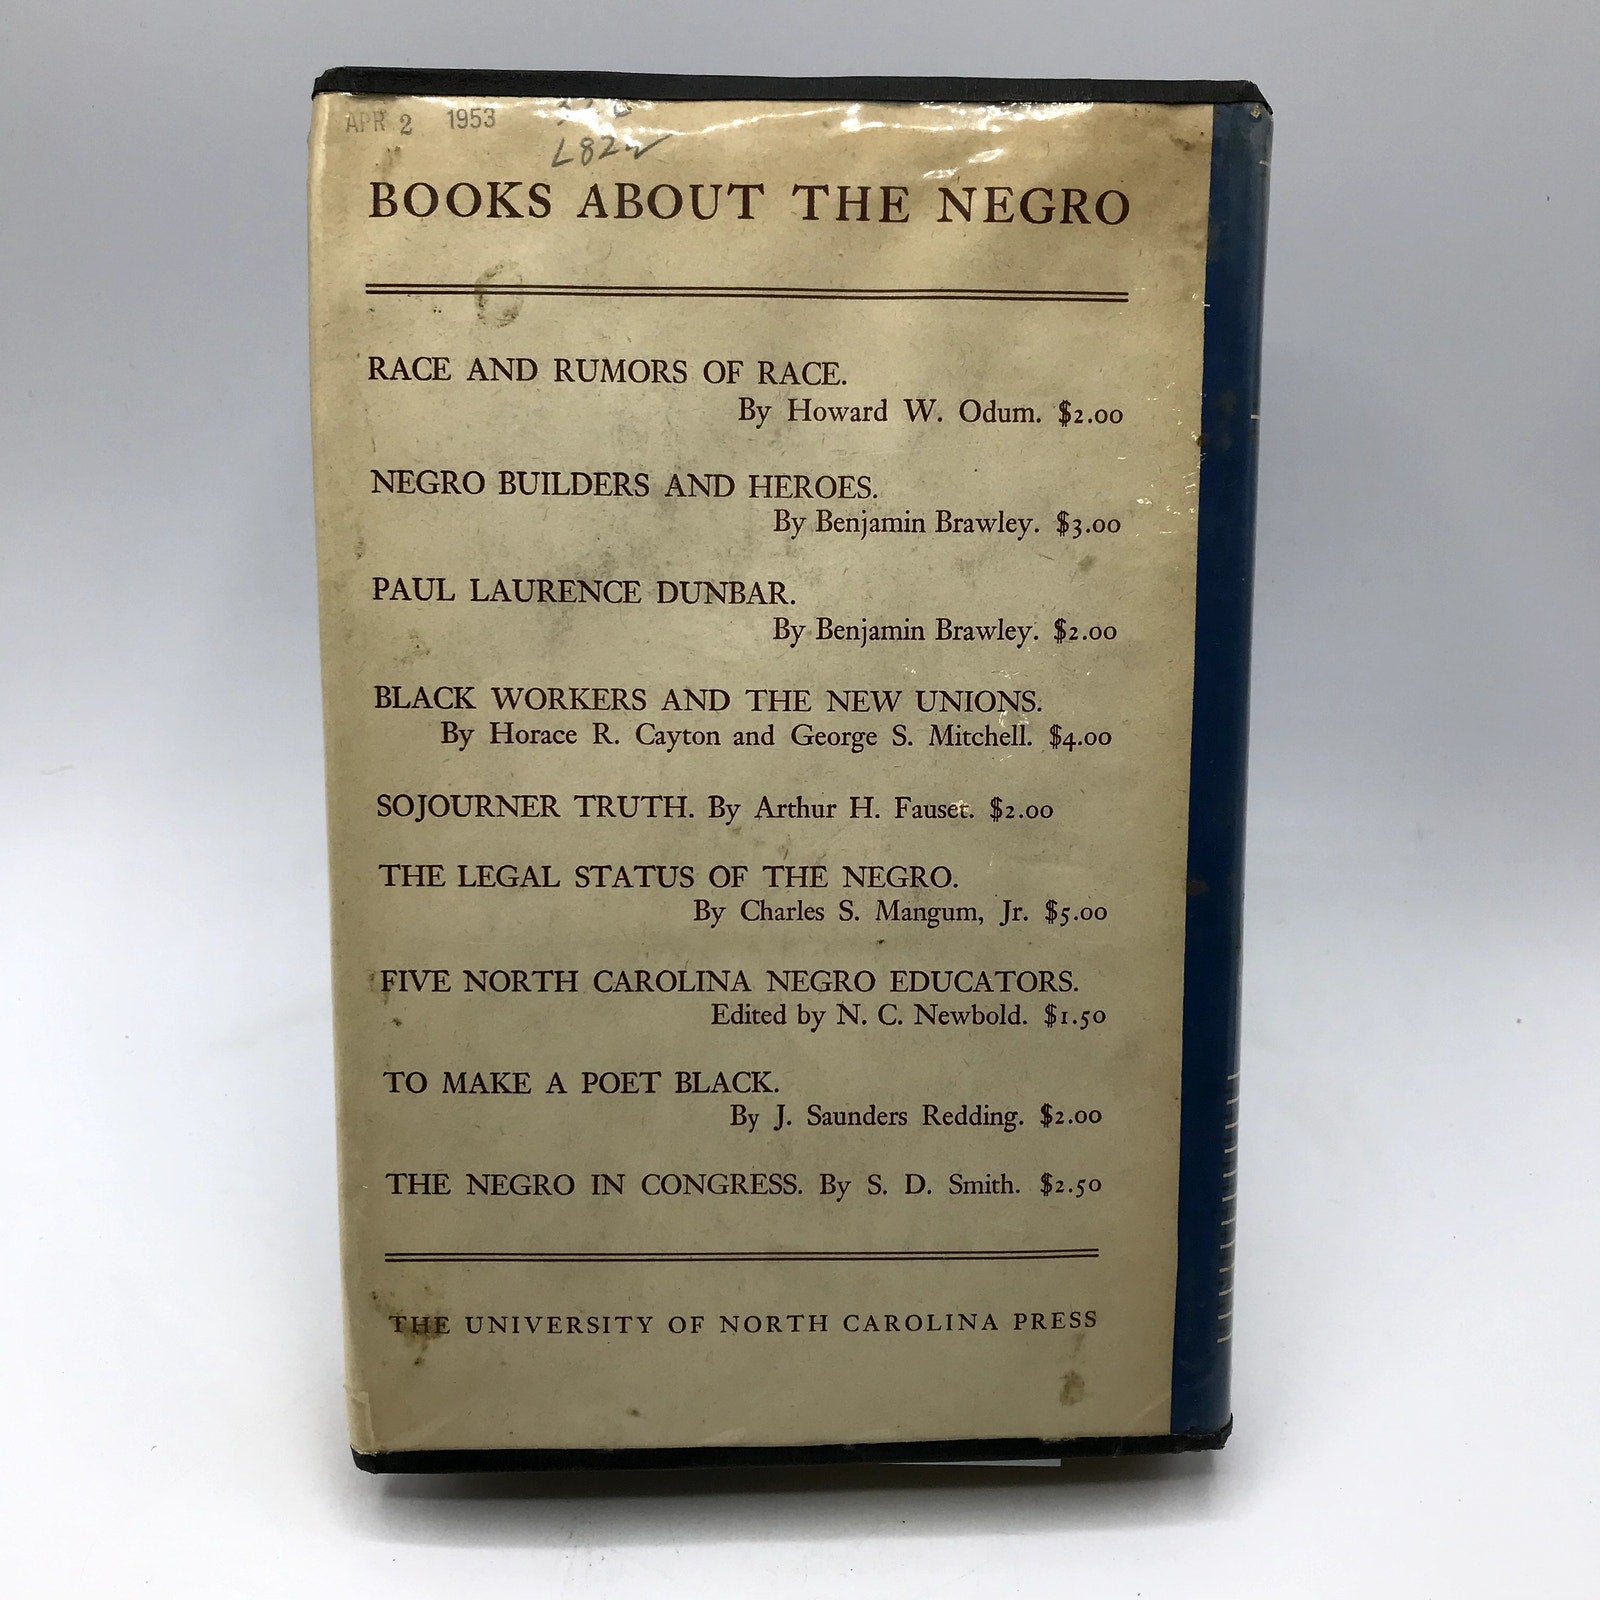 APR 2 1953
L82
BOOKS ABOUT THE NEGRO
RACE AND RUMORS OF RACE.
By Howard W. Odum. $2.00
NEGRO BUILDERS AND HEROES.
By Benjamin Brawley. $3.00
PAUL LAURENCE DUNBAR.
By Benjamin Brawley. $2.00
BLACK WORKERS AND THE NEW UNIONS.
By Horace R. Cayton and George S. Mitchell. $4.00
SOJOURNER TRUTH. By Arthur H. Fauset. $2.00
THE LEGAL STATUS OF THE NEGRO.
By Charles S. Mangum, Jr. $5.00
FIVE NORTH CAROLINA NEGRO EDUCATORS.
Edited by N. C. Newbold. $1.50
TO MAKE A POET BLACK.
By J. Saunders Redding. $2.00
THE NEGRO IN CONGRESS. By S. D. Smith. $2.50
THE UNIVERSITY OF NORTH CAROLINA PRESS